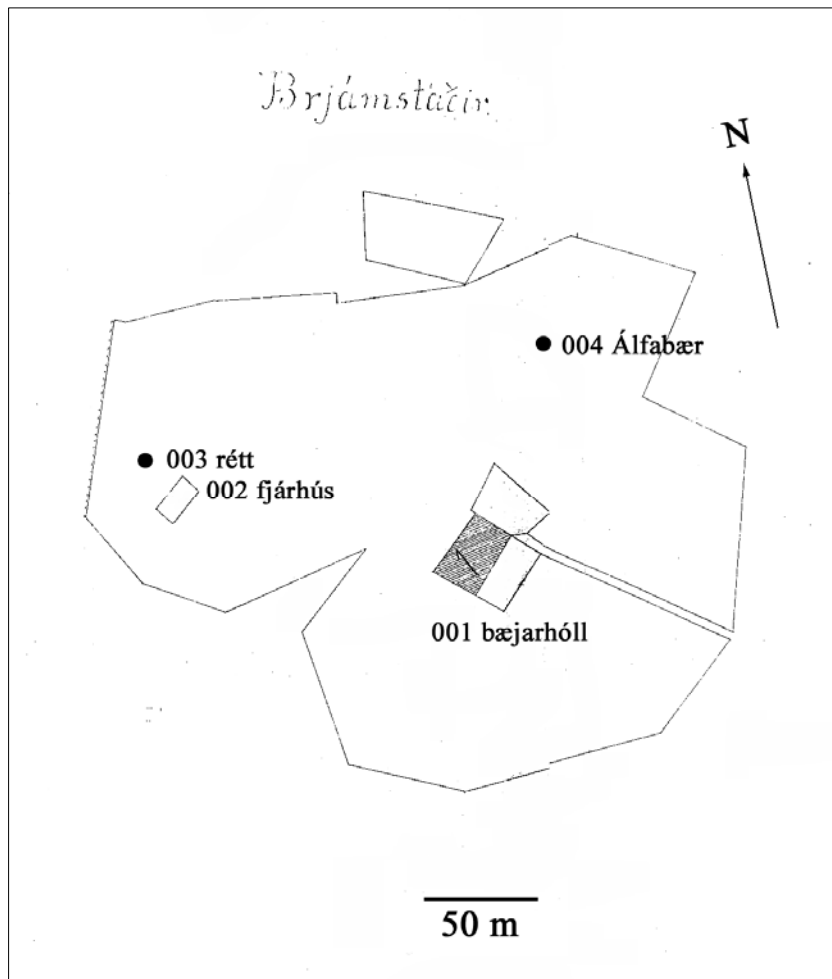 Brjámstaðir
N
004 Álfabær
003 rétt
002 fjárhús
001 bæjarhóll
50 m